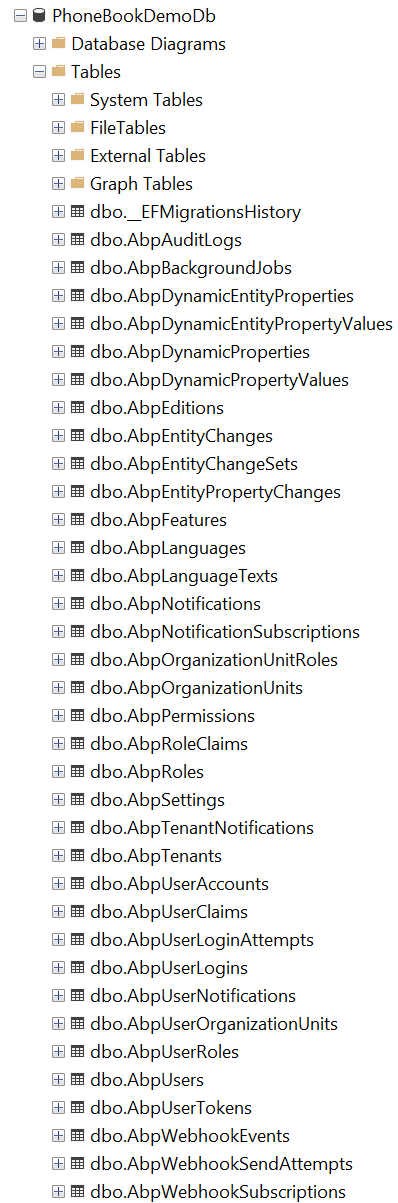 PhoneBookDemoDb
Database Diagrams
Tables
System Tables
FileTables
External Tables
Graph Tables
dbo.__EFMigrationsHistory
dbo.AbpAuditLogs
dbo.AbpBackgroundJobs
dbo.AbpDynamicEntityProperties
dbo.AbpDynamicEntityPropertyValues
dbo.AbpDynamicProperties
dbo.AbpDynamicPropertyValues
dbo.AbpEditions
dbo.AbpEntityChanges
dbo.AbpEntityChangeSets
dbo.AbpEntityPropertyChanges
dbo.AbpFeatures
dbo.AbpLanguages
dbo.AbpLanguageTexts
dbo.AbpNotifications
dbo.AbpNotificationSubscriptions
dbo.AbpOrganizationUnitRoles
dbo.AbpOrganizationUnits
dbo.AbpPermissions
dbo.AbpRoleClaims
dbo.AbpRoles
dbo.AbpSettings
dbo.AbpTenantNotifications
dbo.AbpTenants
dbo.AbpUserAccounts
dbo.AbpUserClaims
dbo.AbpUserLoginAttempts
dbo.AbpUserLogins
dbo.AbpUserNotifications
dbo.AbpUserOrganizationUnits
dbo.AbpUserRoles
dbo.AbpUsers
dbo.AbpUserTokens
dbo.AbpWebhookEvents
dbo.AbpWebhookSendAttempts
dbo.AbpWebhookSubscriptions